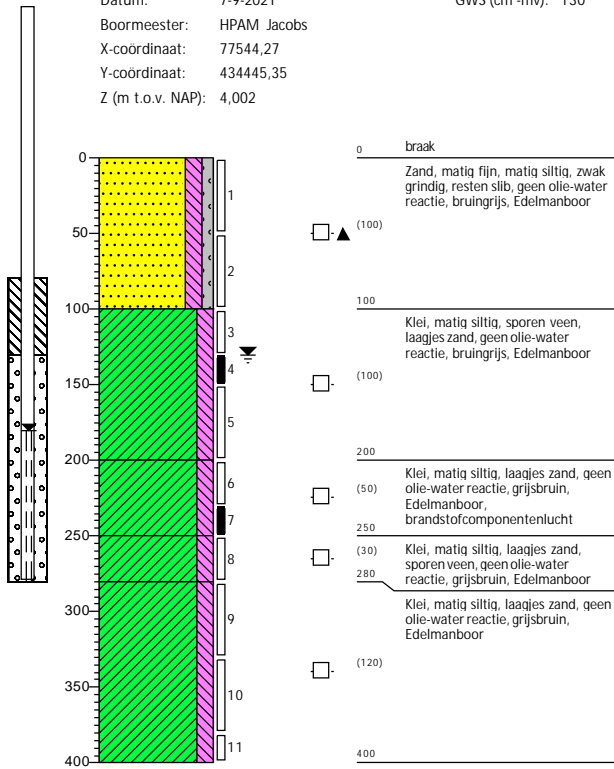 Datum: 7-9-2021 GWS (cm -mv): 130
Boormeester: HPAM Jacobs
X-coördinaat: 77544,27
Y-coördinaat: 434445,35
Z (m t.o.v. NAP): 4,002
0
50
100
150
200
250
300
350
400
1
2
3
4
5
6
7
8
9
10
11
0 braak
Zand, matig fijn, matig siltig, zwak
grindig, resten slib, geen olie-water
reactie, bruingrijs, Edelmanboor
(100)
100
Klei, matig siltig, sporen veen,
laagjes zand, geen olie-water
reactie, bruingrijs, Edelmanboor
(100)
200
Klei, matig siltig, laagjes zand, geen
olie-water reactie, grijsbruin,
Edelmanboor,
brandstofcomponentenlucht
(50)
250
Klei, matig siltig, laagjes zand,
sporen veen, geen olie-water
reactie, grijsbruin, Edelmanboor
(30)
280
Klei, matig siltig, laagjes zand, geen
olie-water reactie, grijsbruin,
Edelmanboor
(120)
400